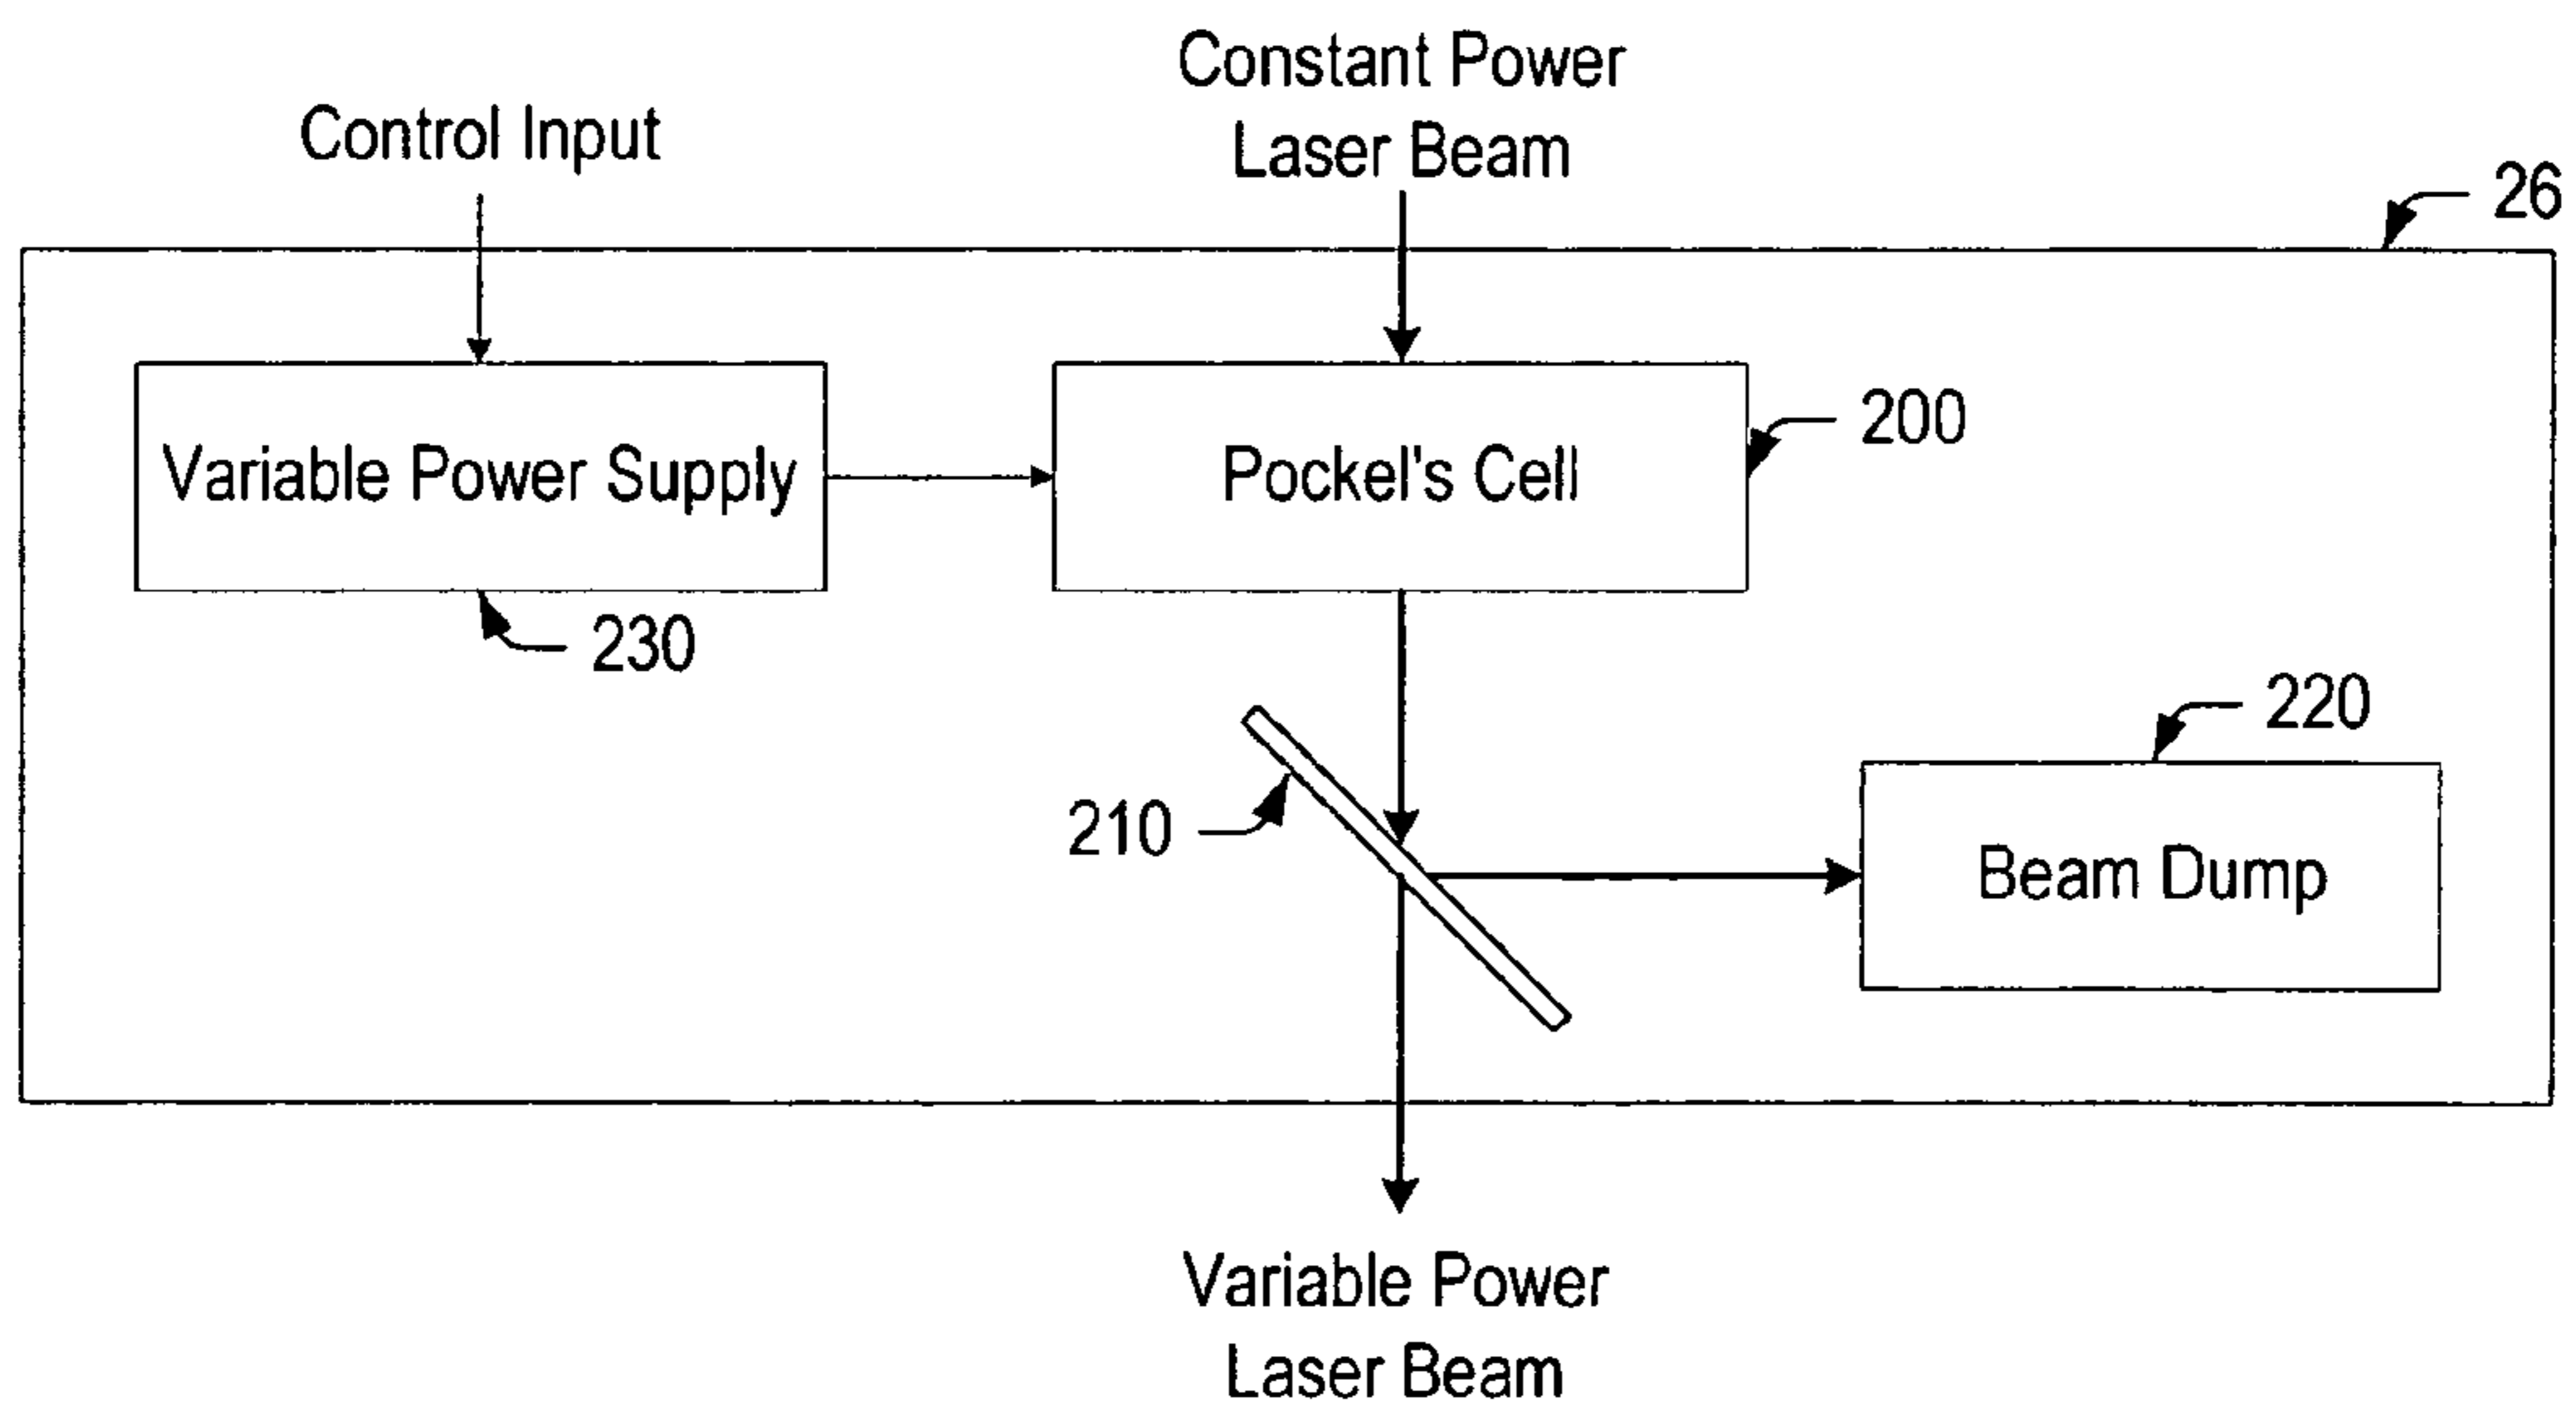 Constant Power
Laser Beam
Control Input
26
Variable Power Supply
Pockel's Cell
200
230
220
210
Beam Dump
Variable Power
Laser Beam